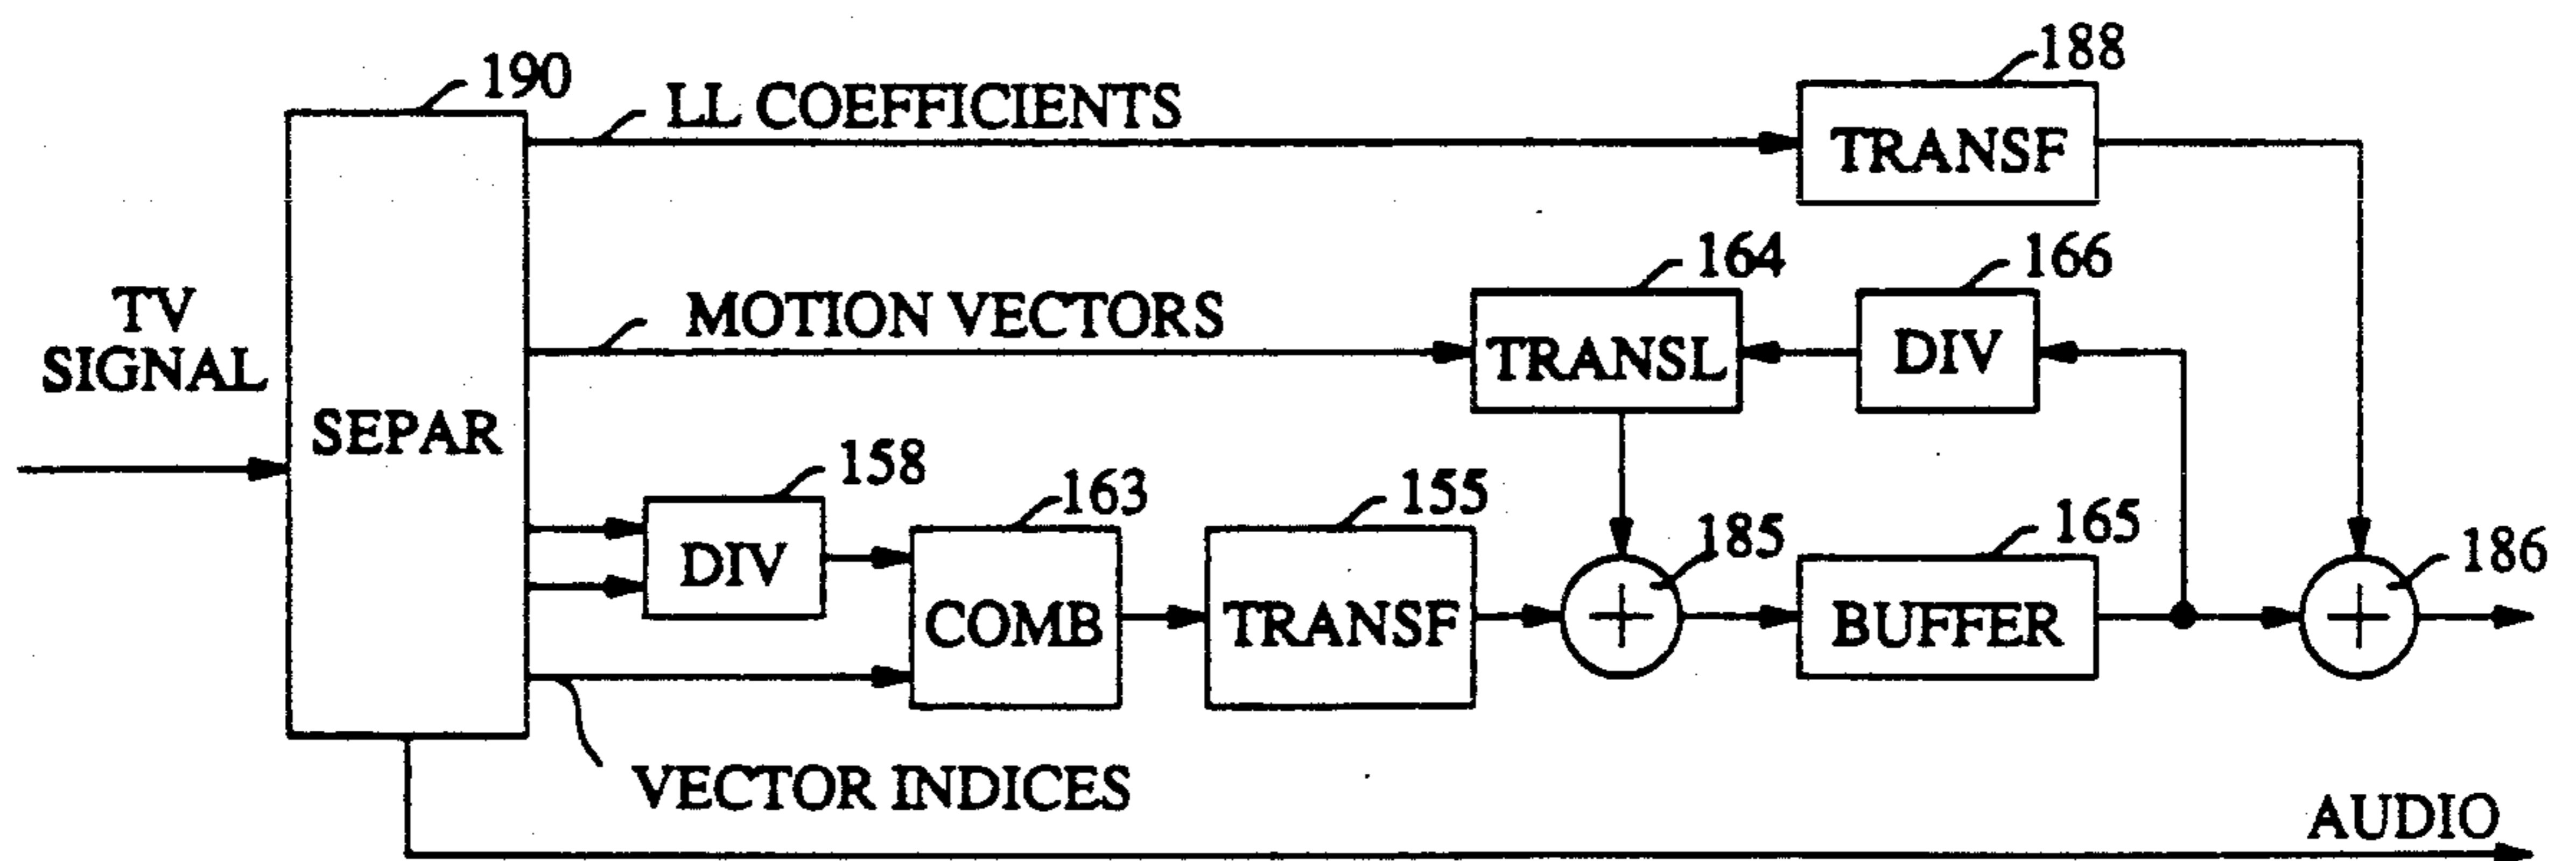 190
LL COEFFICIENTS
188
TRANSF
TV
SIGNAL
SEPAR
MOTION VECTORS
164
TRANSL
166
DIV
158
DIV
163
COMB
155
TRANSF
185
165
BUFFER
186
VECTOR INDICES
AUDIO